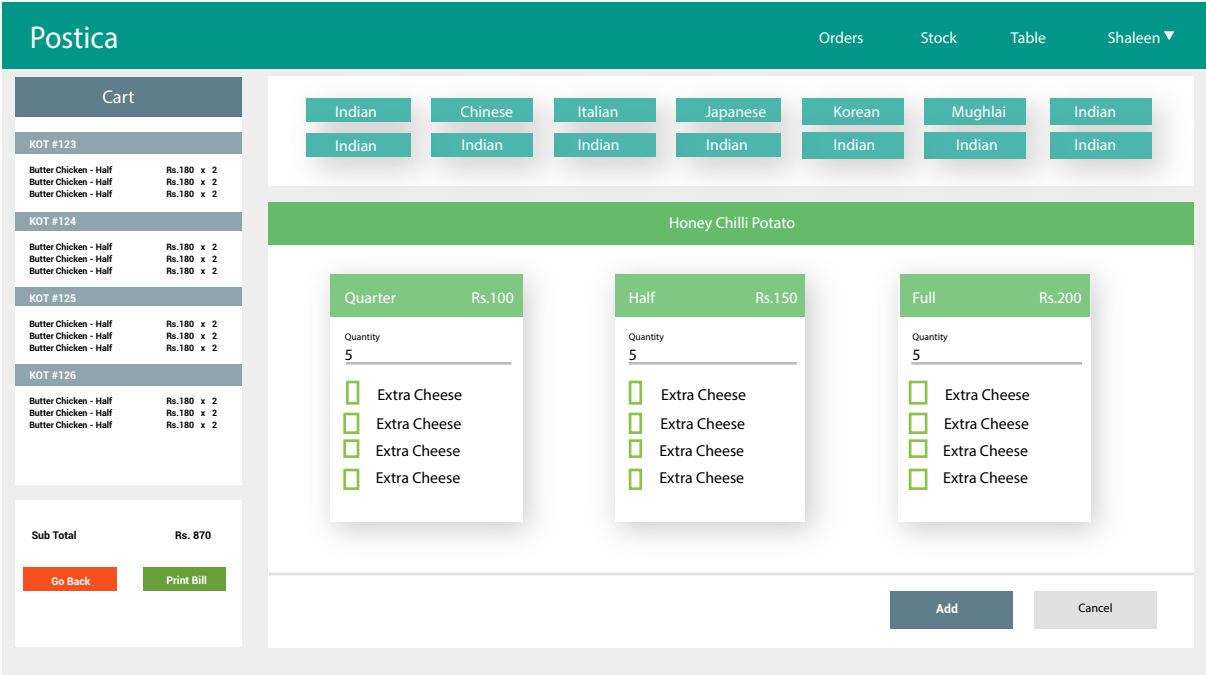 Postica
Orders Stock Table Shaleen
Cart
KOT #123
Butter Chicken - Half Rs.180 x 2
Butter Chicken - Half Rs.180 x 2
Butter Chicken - Half Rs.180 x 2
KOT #124
Butter Chicken - Half Rs.180 x 2
Butter Chicken - Half Rs.180 x 2
Butter Chicken - Half Rs.180 x 2
KOT #125
Butter Chicken - Half Rs.180 x 2
Butter Chicken - Half Rs.180 x 2
Butter Chicken - Half Rs.180 x 2
KOT #126
Butter Chicken - Half Rs.180 x 2
Butter Chicken - Half Rs.180 x 2
Butter Chicken - Half Rs.180 x 2
Sub Total Rs. 870
Go Back Print Bill
Indian Chinese Italian Japanese Korean Mughlai Indian
Indian Indian Indian Indian Indian Indian Indian
Honey Chilli Potato
Quarter Rs.100
Quantity
5
Extra Cheese
Extra Cheese
Extra Cheese
Extra Cheese
Half Rs.150
Quantity
5
Extra Cheese
Extra Cheese
Extra Cheese
Extra Cheese
Full Rs.200
Quantity
5
Extra Cheese
Extra Cheese
Extra Cheese
Extra Cheese
Add Cancel